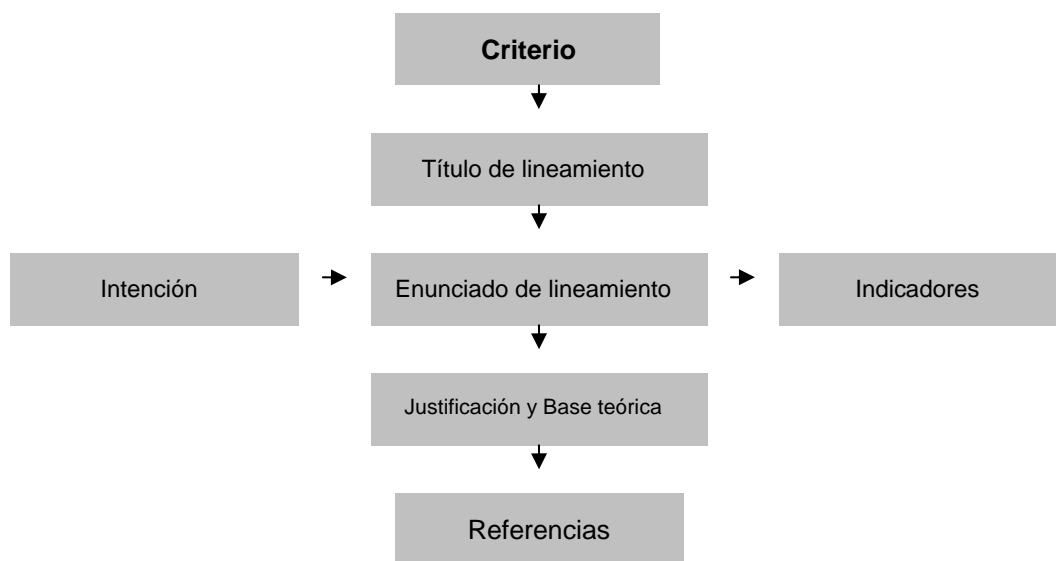 Criterio
Título de lineamiento
Intención
Enunciado de lineamiento
Indicadores
Justificación y Base teórica
Referencias